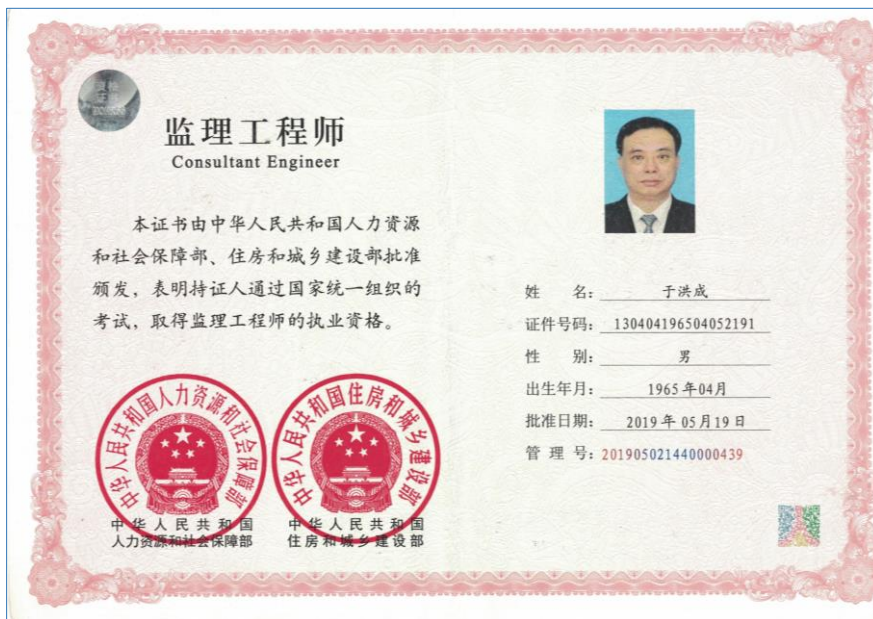 监理工程师
Consultant Engineer
本证书由中华人民共和国人力资源
和社会保障部、住房和城乡建设部批准
颁发，表明持证人通过国家统一组织的
考试，取得监理工程师的执业资格。
中华人民共和国人力资源和社会保障部
中华人民共和国住房和城乡建设部
中华人民共和国
人力资源和社会保障部
中华人民共和国
住房和城乡建设部
姓 名：于洪成
证件号码：130404196504052191
性 别：男
出生年月：1965年04月
批准日期：2019年05月19日
管 理 号：201905021440000439